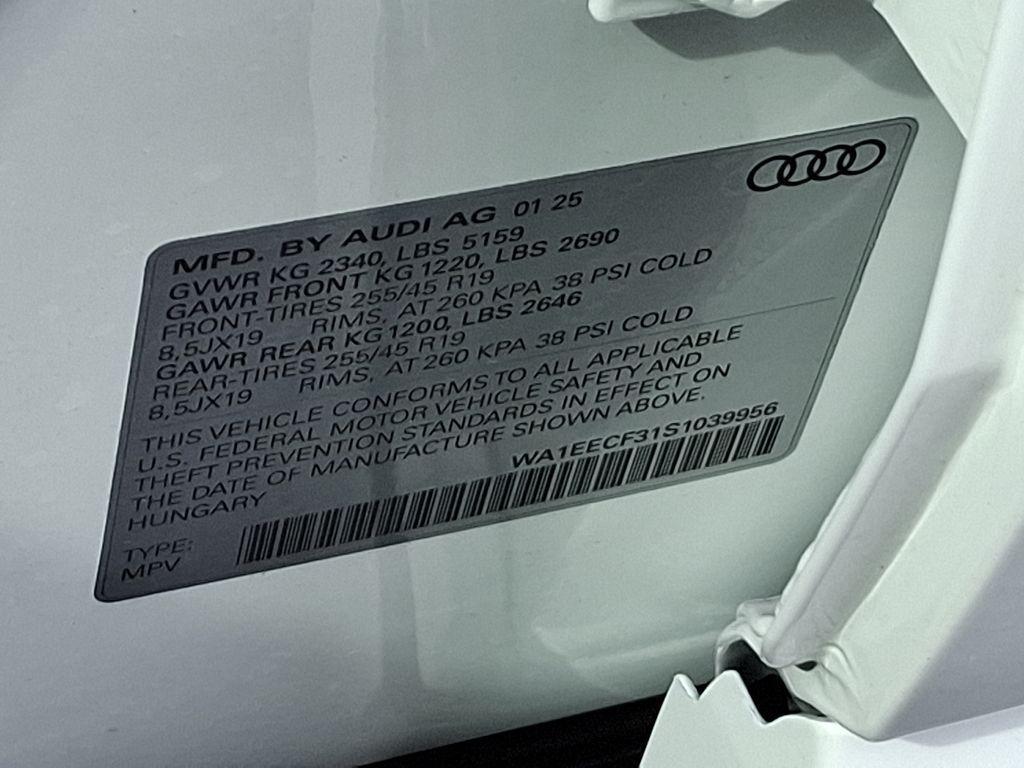 MFD. BY AUDI AG 01 25
GVWR KG 2340, LBS 5159
GAWR FRONT KG 1220, LBS 2690
FRONT-TIRES 255/45 R19
8,5JX19 RIMS, AT 260 KPA 38 PSI COLD
GAWR REAR KG 1200, LBS 2646
REAR-TIRES 255/45 R19
8,5JX19 RIMS, AT 260 KPA 38 PSI COLD
THIS VEHICLE CONFORMS TO ALL APPLICABLE
U.S. FEDERAL MOTOR VEHICLE SAFETY AND
THEFT PREVENTION STANDARDS IN EFFECT ON
THE DATE OF MANUFACTURE SHOWN ABOVE.
HUNGARY WA1EECF31S1039956
TYPE:
MPV